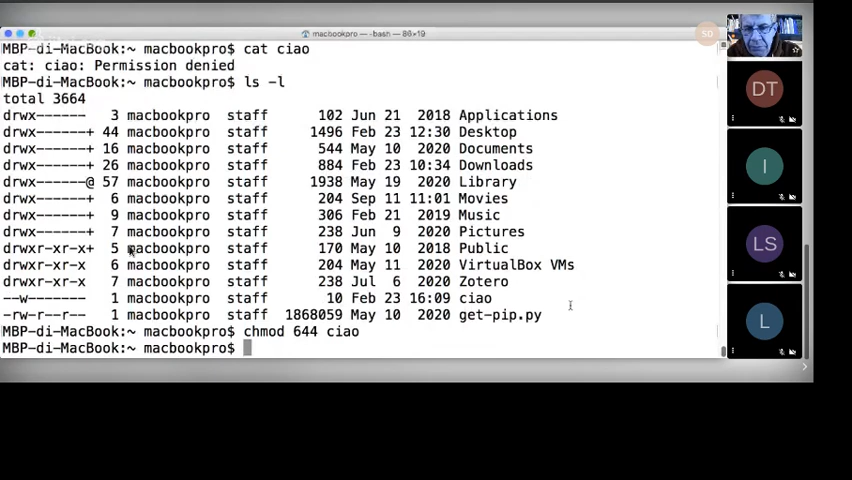 macbookpro — -bash — 86×19
MBP-di-MacBook:~ macbookpro$ cat ciao
cat: ciao: Permission denied
MBP-di-MacBook:~ macbookpro$ ls -l
total 3664
drwx------ 3 macbookpro staff 102 Jun 21 2018 Applications
drwx------+ 44 macbookpro staff 1496 Feb 23 12:30 Desktop
drwx------+ 16 macbookpro staff 544 May 10 2020 Documents
drwx------+ 26 macbookpro staff 884 Feb 23 10:34 Downloads
drwx------@ 57 macbookpro staff 1938 May 19 2020 Library
drwx------+ 6 macbookpro staff 204 Sep 11 11:01 Movies
drwx------+ 9 macbookpro staff 306 Feb 21 2019 Music
drwx------+ 7 macbookpro staff 238 Jun 9 2020 Pictures
drwxr-xr-x+ 5 macbookpro staff 170 May 10 2018 Public
drwxr-xr-x 6 macbookpro staff 204 May 11 2020 VirtualBox VMs
drwxr-xr-x 7 macbookpro staff 238 Jul 6 2020 Zotero
--w------- 1 macbookpro staff 10 Feb 23 16:09 ciao
-rw-r--r-- 1 macbookpro staff 1868059 May 10 2020 get-pip.py
MBP-di-MacBook:~ macbookpro$ chmod 644 ciao
MBP-di-MacBook:~ macbookpro$
SD
DT
I
LS
L